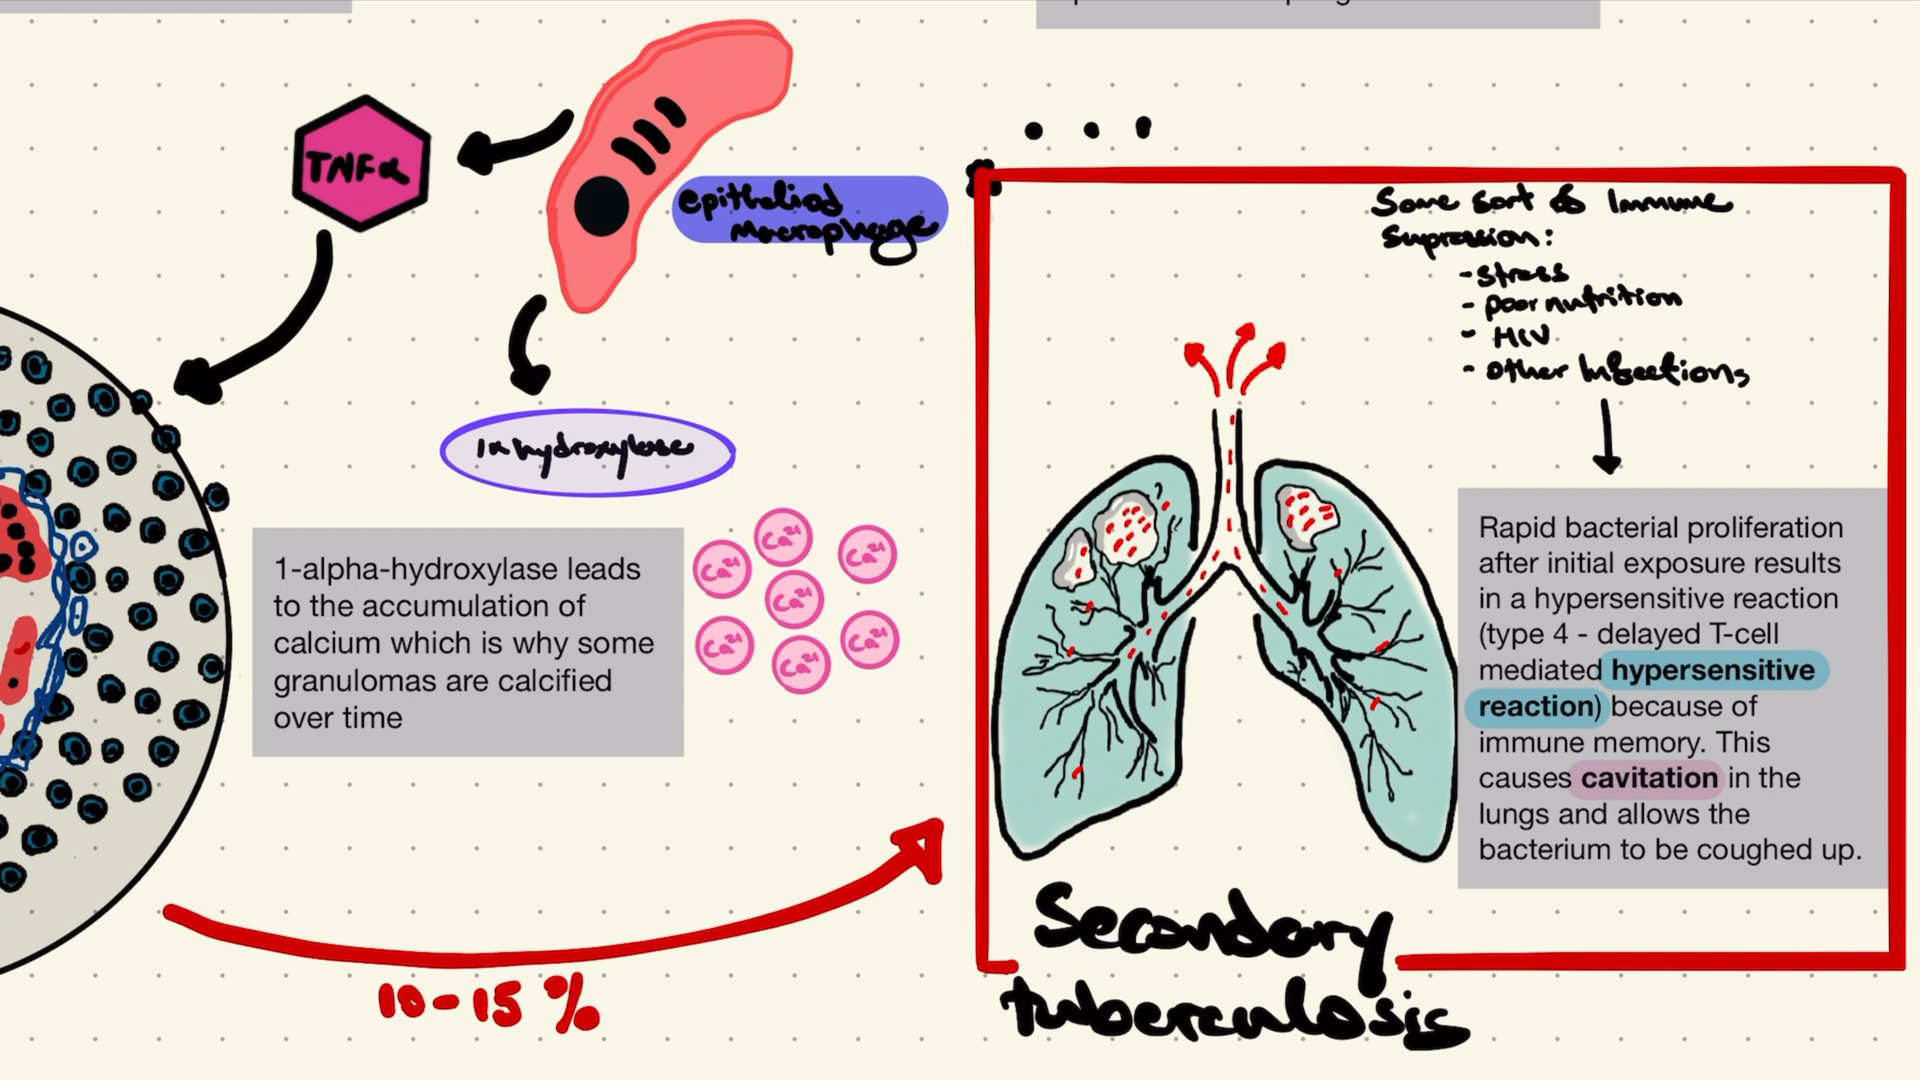 TNFα
epitheliod
macrophage
1α hydroxylase
1-alpha-hydroxylase leads
to the accumulation of
calcium which is why some
granulomas are calcified
over time
Ca²⁺
Ca²⁺
Ca²⁺
Ca²⁺
Ca²⁺
Ca²⁺
Ca²⁺
10-15%
Some sort of Immune
Supression:
- Stress
- poor nutrition
- HIV
- other Infections
Rapid bacterial proliferation
after initial exposure results
in a hypersensitive reaction
(type 4 - delayed T-cell
mediated hypersensitive
reaction) because of
immune memory. This
causes cavitation in the
lungs and allows the
bacterium to be coughed up.
Secondary
tuberculosis